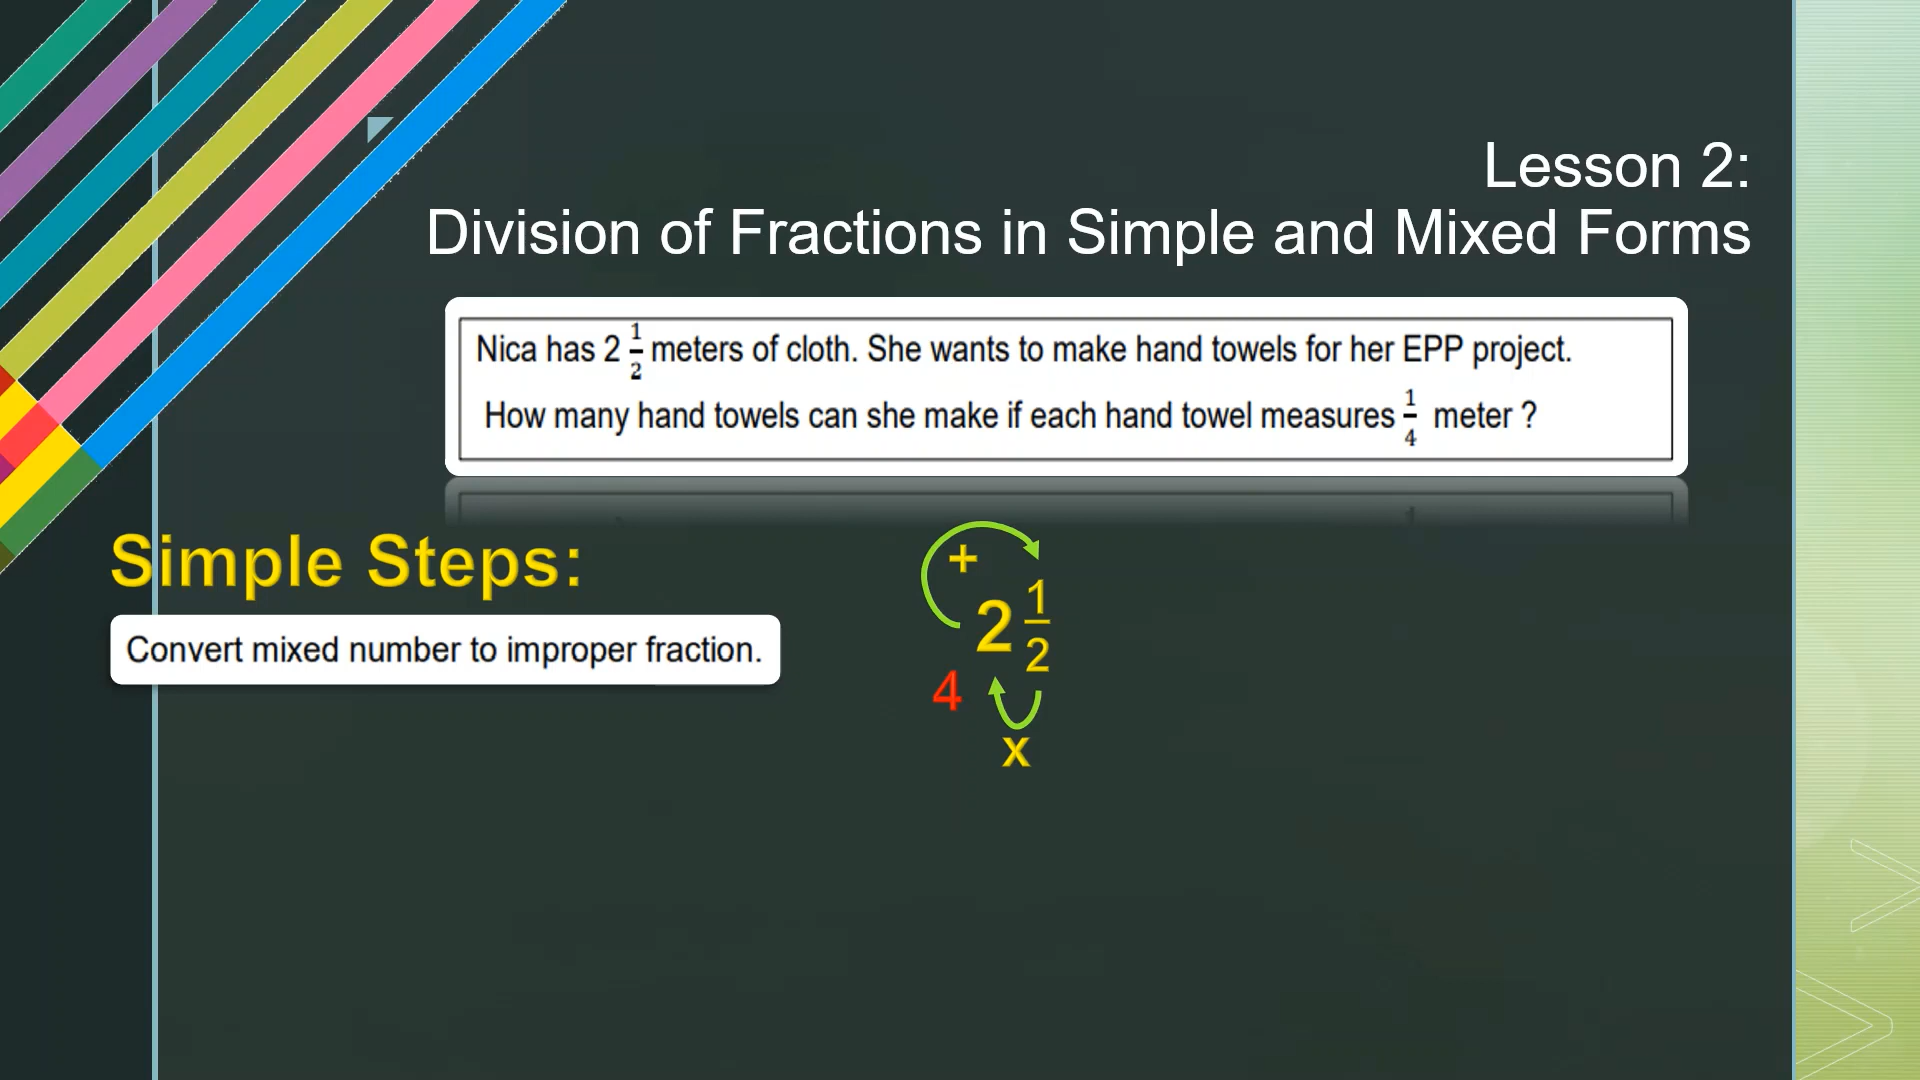 Lesson 2:
Division of Fractions in Simple and Mixed Forms
Nica has 2 1/2 meters of cloth. She wants to make hand towels for her EPP project.
How many hand towels can she make if each hand towel measures 1/4 meter ?
Simple Steps:
Convert mixed number to improper fraction.
+
2 1/2
4
x